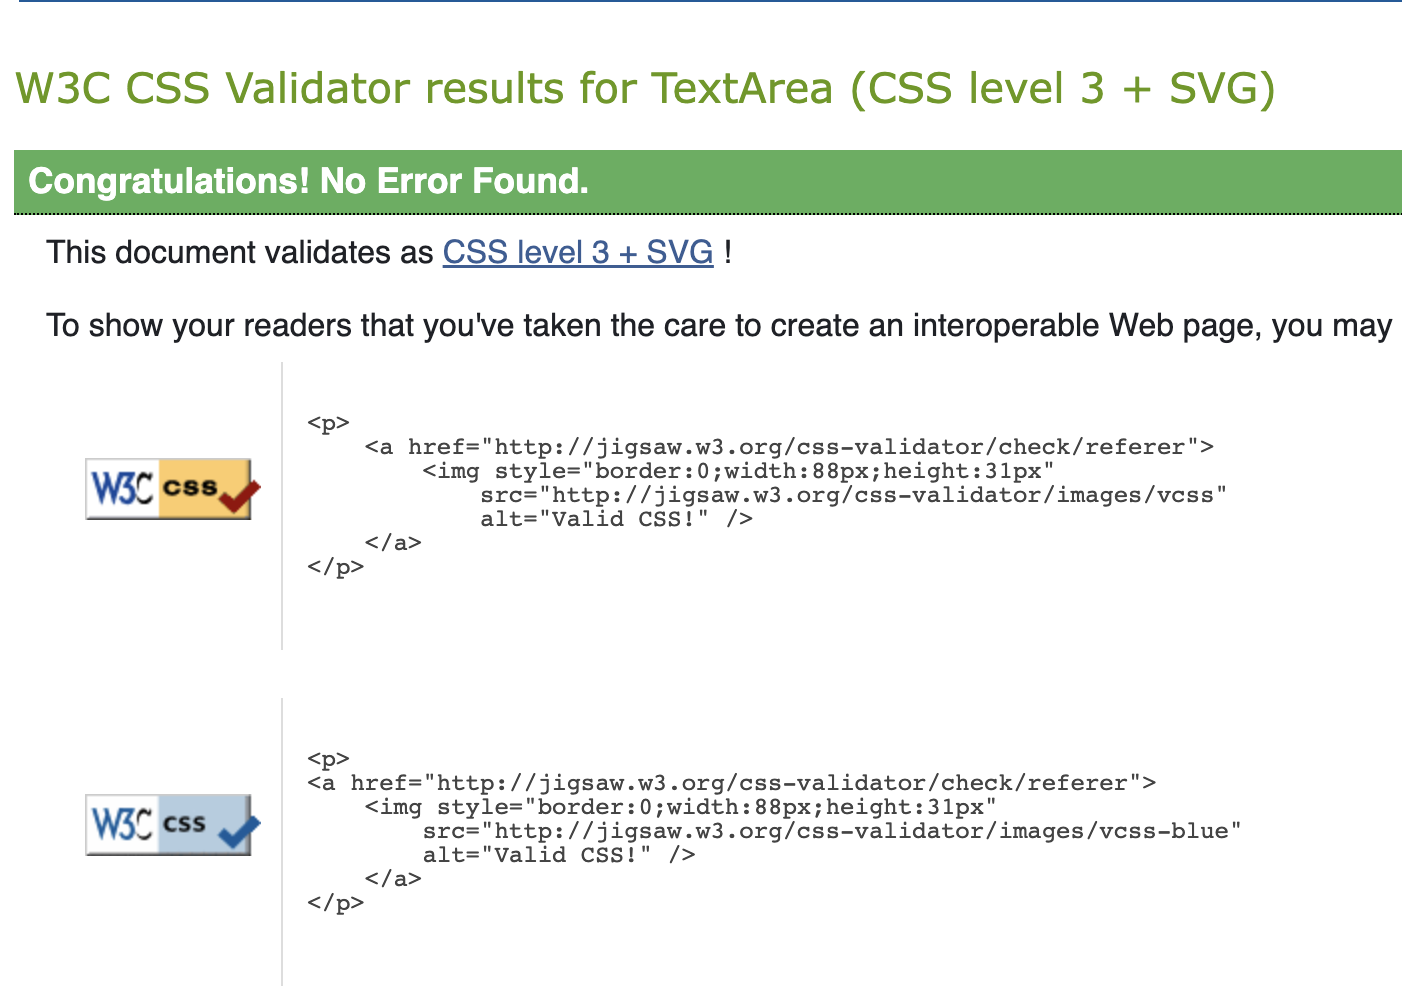 W3C CSS Validator results for TextArea (CSS level 3 + SVG)
Congratulations! No Error Found.
This document validates as CSS level 3 + SVG !
To show your readers that you've taken the care to create an interoperable Web page, you may
W3C css
<p>
    <a href="http://jigsaw.w3.org/css-validator/check/referer">
        <img style="border:0;width:88px;height:31px"
            src="http://jigsaw.w3.org/css-validator/images/vcss"
            alt="Valid CSS!" />
    </a>
</p>
W3C css
<p>
<a href="http://jigsaw.w3.org/css-validator/check/referer">
    <img style="border:0;width:88px;height:31px"
        src="http://jigsaw.w3.org/css-validator/images/vcss-blue"
        alt="Valid CSS!" />
    </a>
</p>